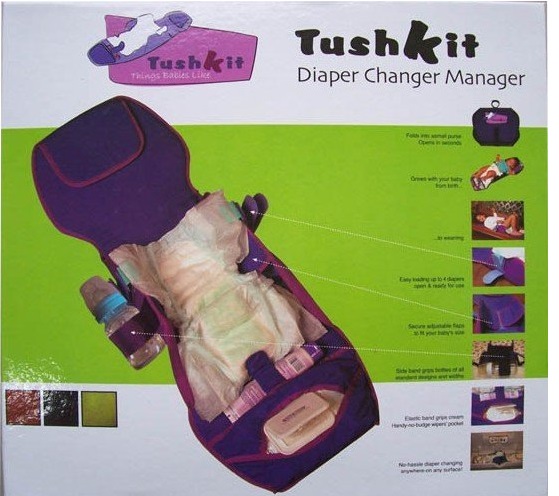 TushKit
Things Babies Like
TushKit
Diaper Changer Manager
Folds into asmall purse
Opens in seconds
Grows with your baby
from birth...
...to weaning
Easy loading up to 4 diapers
open & ready for use
Secure adjustable flaps
to fit your baby's size
Side band grips bottles of all
standard designs and widths
Elastic band grips cream
Handy-no-budge wipers' pocket
No-hassle diaper changing
anywhere on any surface!